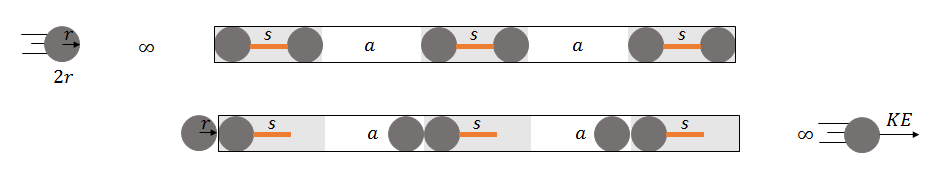 r ∞ s a s a s
2r
r s a s a s ∞ KE